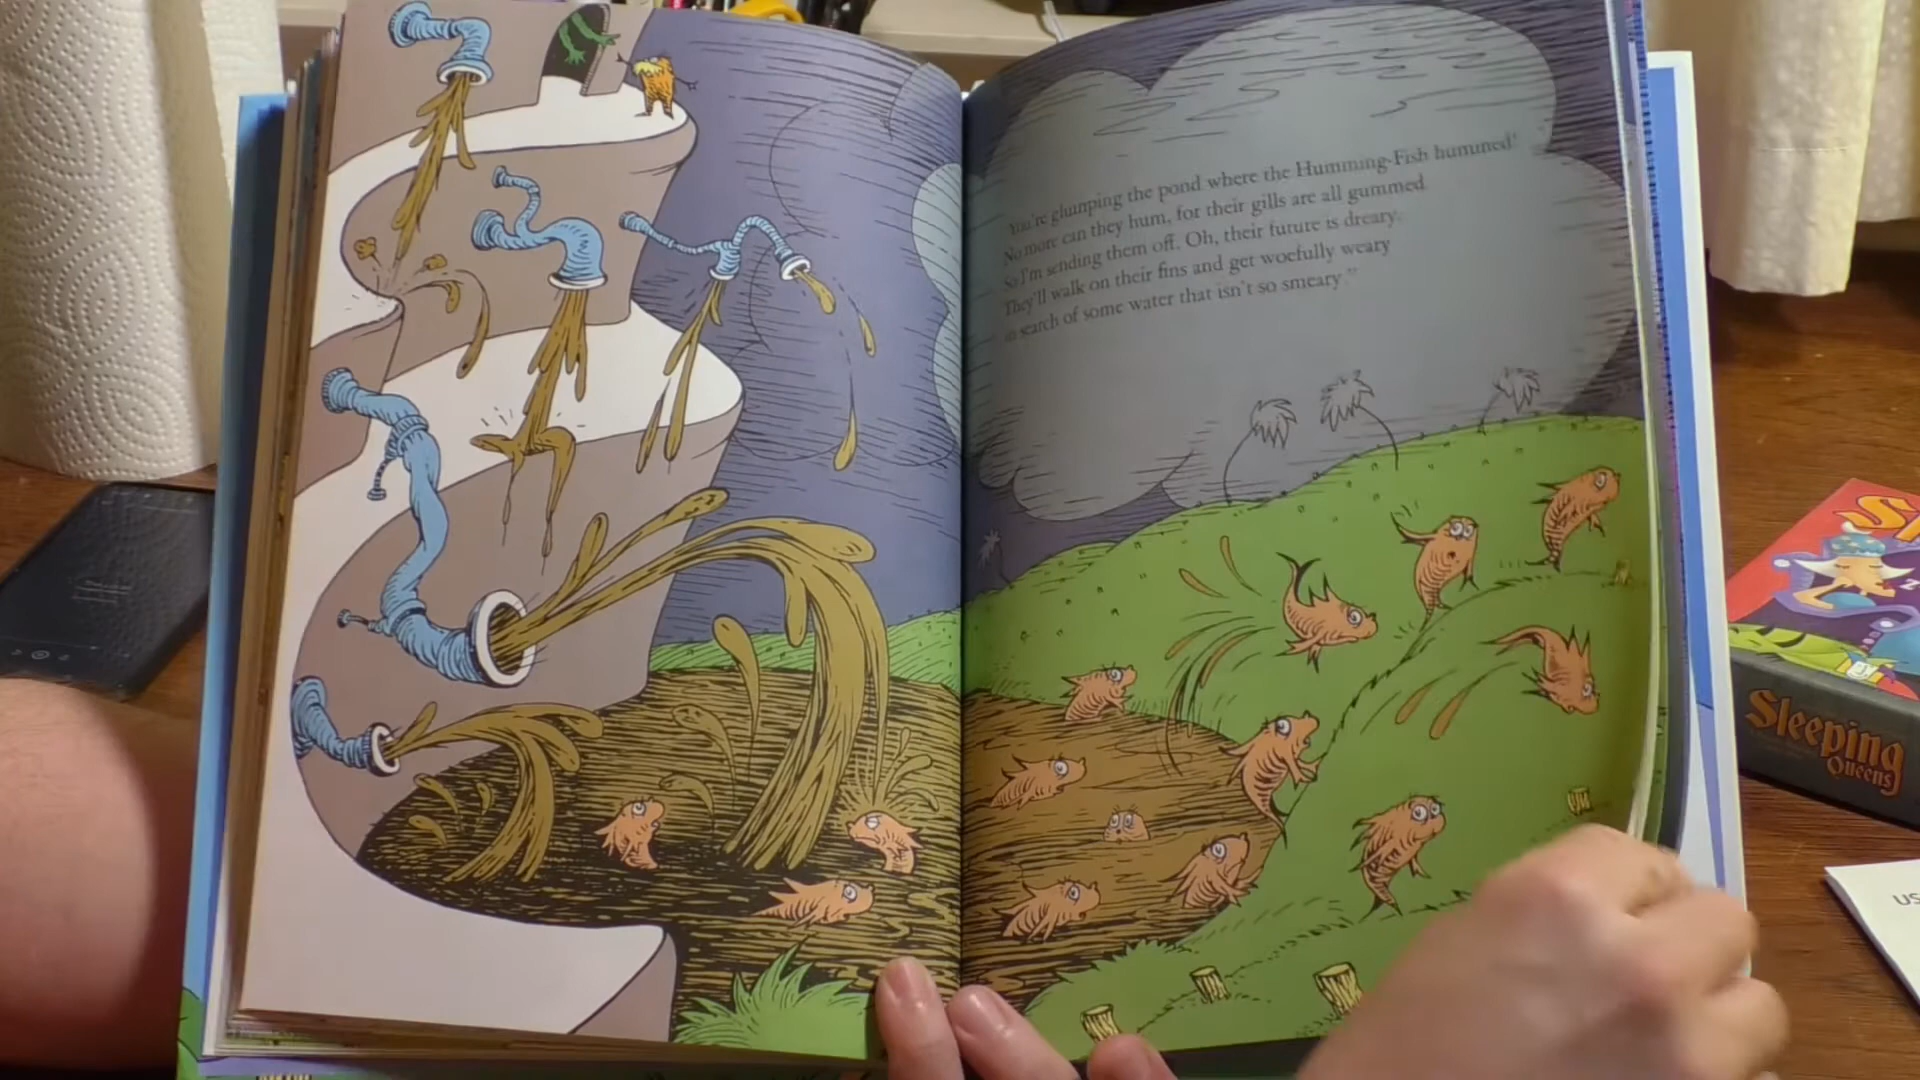 "You're glumping the pond where the Humming-Fish hummed!
No more can they hum, for their gills are all gummed.
So I'm sending them off. Oh, their future is dreary.
They'll walk on their fins and get woefully weary
in search of some water that isn't so smeary."
Sleeping
Queens
US